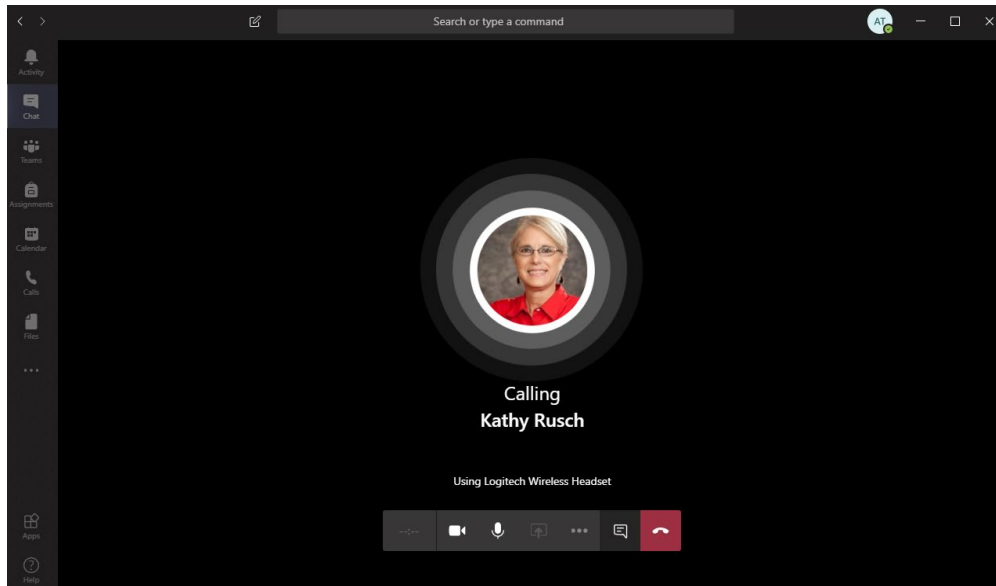 Search or type a command
AT
Activity
Chat
Teams
Assignments
Calendar
Calls
Files
Calling
Kathy Rusch
Using Logitech Wireless Headset
--:--
Apps
Help